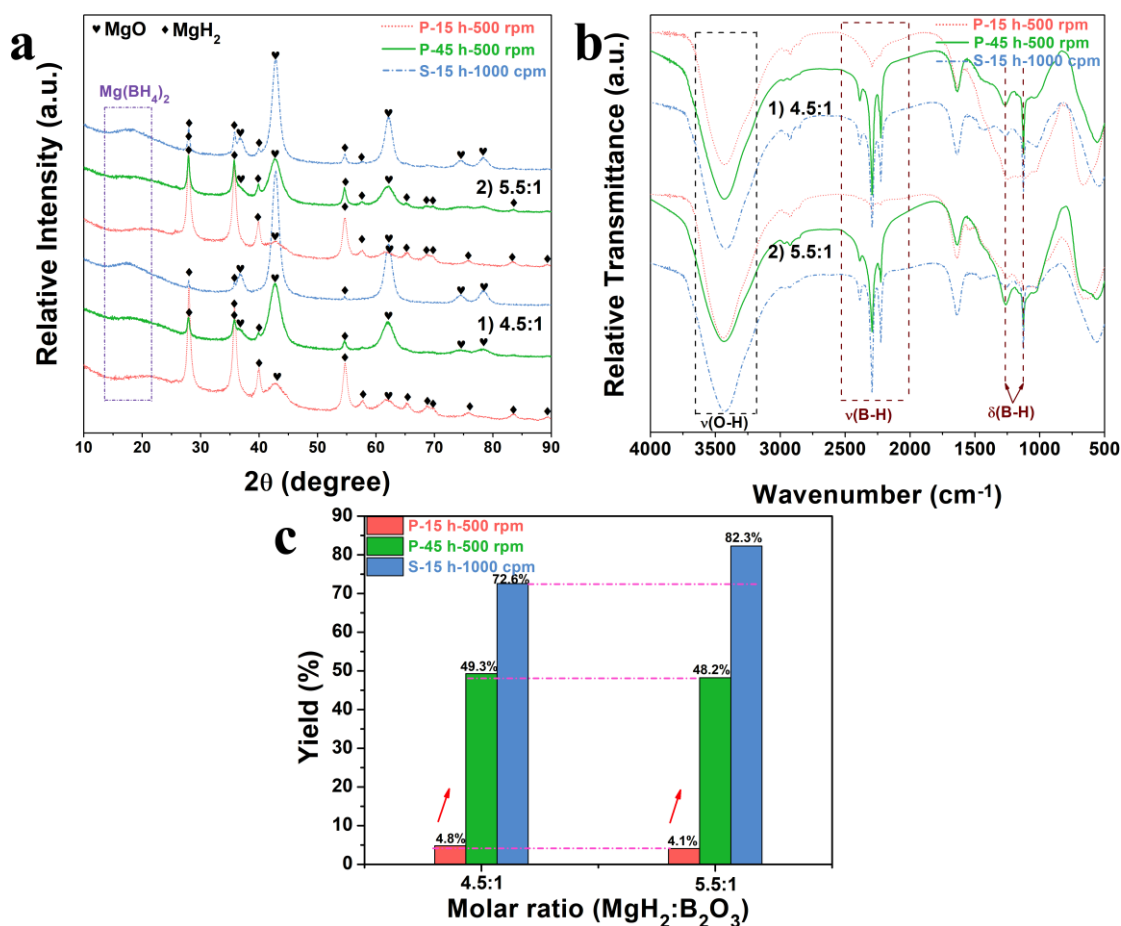 a
♥ MgO ♦ MgH₂
P-15 h-500 rpm
P-45 h-500 rpm
S-15 h-1000 cpm
Mg(BH₄)₂
2) 5.5:1
1) 4.5:1
Relative Intensity (a.u.)
10 20 30 40 50 60 70 80 90
2θ (degree)
b
P-15 h-500 rpm
P-45 h-500 rpm
S-15 h-1000 cpm
1) 4.5:1
2) 5.5:1
ν(O-H)
ν(B-H)
δ(B-H)
Relative Transmittance (a.u.)
4000 3500 3000 2500 2000 1500 1000 500
Wavenumber (cm⁻¹)
c
P-15 h-500 rpm
P-45 h-500 rpm
S-15 h-1000 cpm
90
80
70
60
50
40
30
20
10
0
Yield (%)
4.8%
49.3%
72.6%
4.1%
48.2%
82.3%
4.5:1 5.5:1
Molar ratio (MgH₂:B₂O₃)